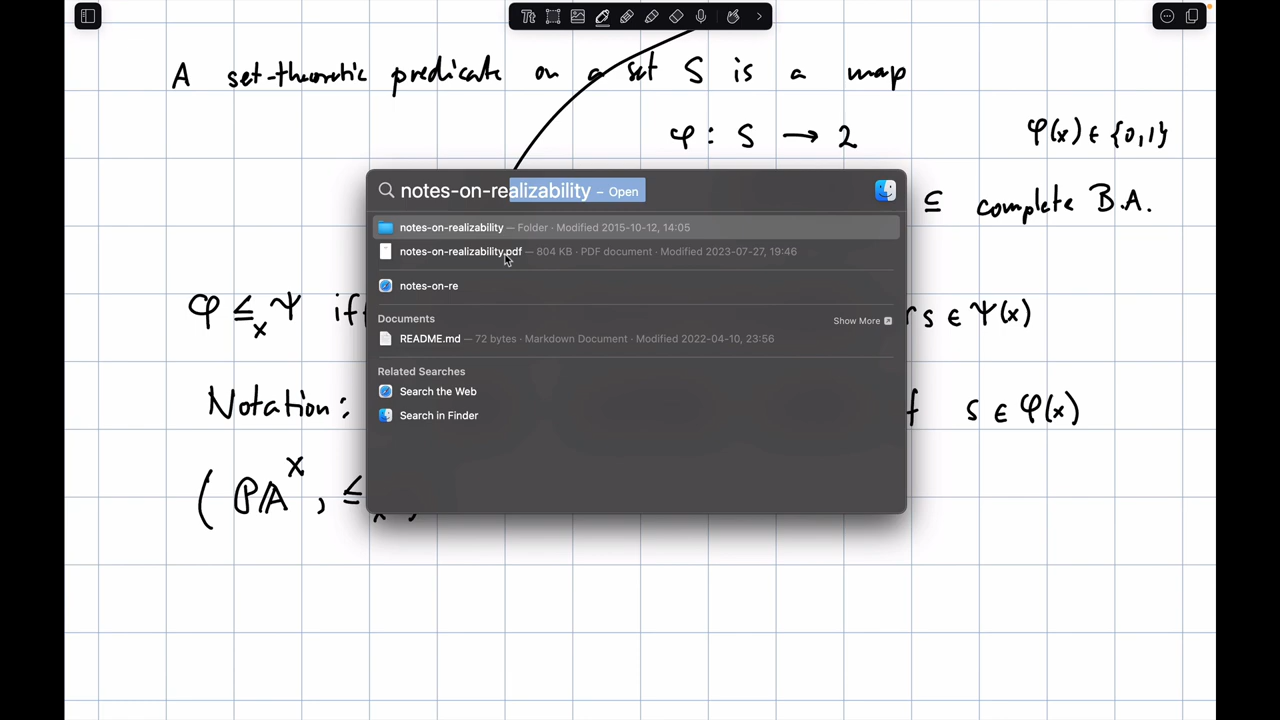 A set-theoretic predicate on a set S is a map
φ : S → 2
φ(x) ∈ {0,1}
notes-on-realizability – Open
⊆ complete B.A.
notes-on-realizability — Folder · Modified 2015-10-12, 14:05
notes-on-realizability.pdf — 804 KB · PDF document · Modified 2023-07-27, 19:46
notes-on-re
φ ≤x ψ if
s ∈ ψ(x)
Documents
Show More
README.md — 72 bytes · Markdown Document · Modified 2022-04-10, 23:56
Related Searches
Search the Web
Notation:
f s ∈ φ(x)
Search in Finder
( PA^x , ≤